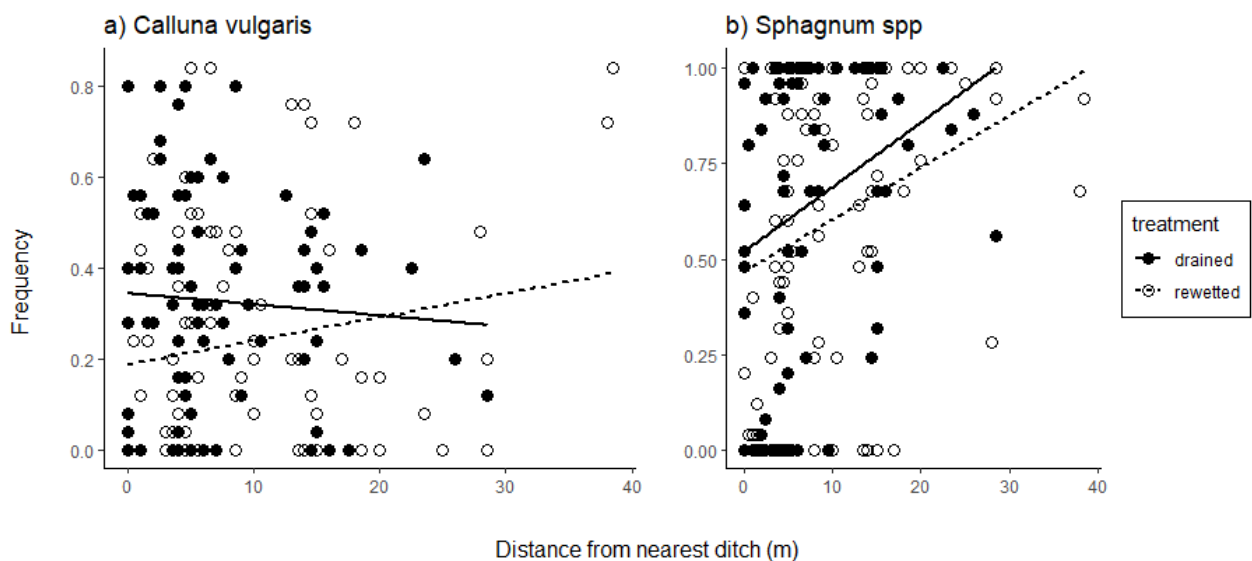 a) Calluna vulgaris
b) Sphagnum spp
Frequency
0.8
0.6
0.4
0.2
0.0
0 10 20 30 40
1.00
0.75
0.50
0.25
0.00
0 10 20 30 40
treatment
drained
rewetted
Distance from nearest ditch (m)